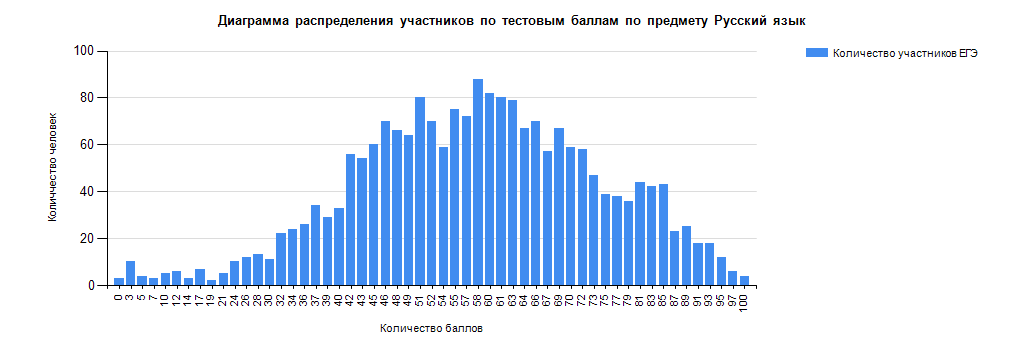 Диаграмма распределения участников по тестовым баллам по предмету Русский язык
Количество участников ЕГЭ
Количчество человек
100
80
60
40
20
0
0 3 5 7 10 12 14 17 19 21 24 26 28 30 32 34 36 37 39 40 42 43 45 46 48 49 51 52 54 55 57 58 60 61 63 64 66 67 69 70 72 73 75 77 79 81 83 85 87 89 91 93 95 97 100
Количество баллов